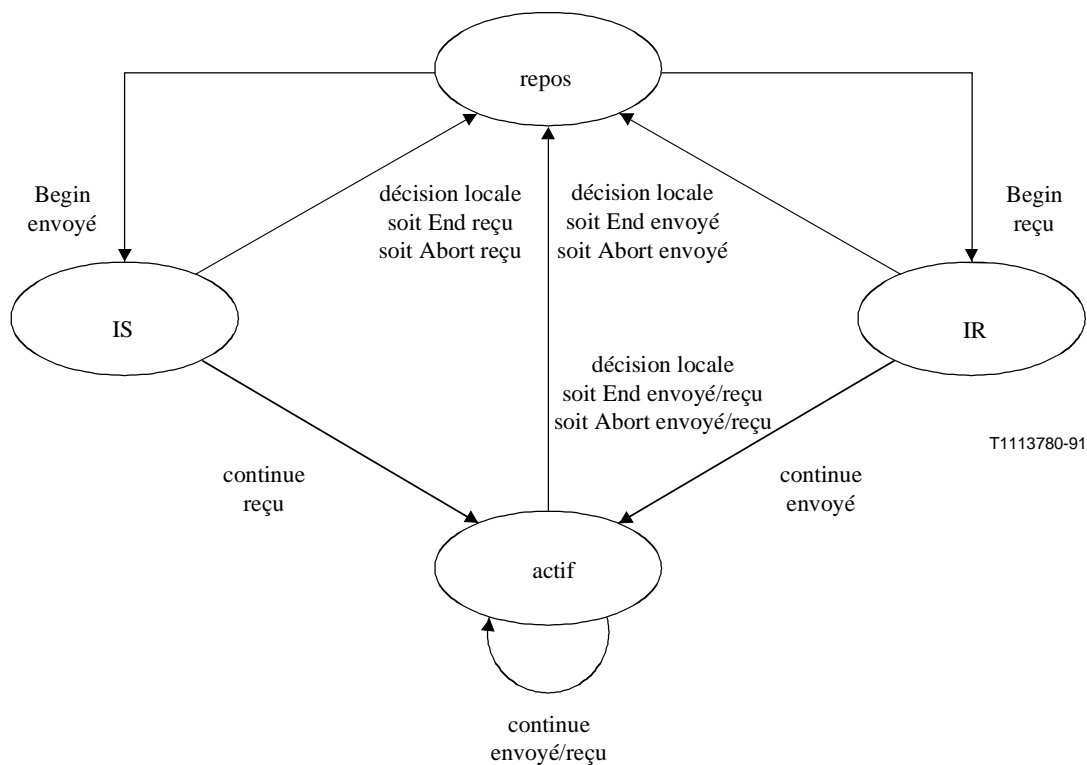 repos
Begin
envoyé
décision locale
soit End reçu
soit Abort reçu
décision locale
soit End envoyé
soit Abort envoyé
Begin
reçu
IS
IR
décision locale
soit End envoyé/reçu
soit Abort envoyé/reçu
T1113780-91
continue
reçu
continue
envoyé
actif
continue
envoyé/reçu